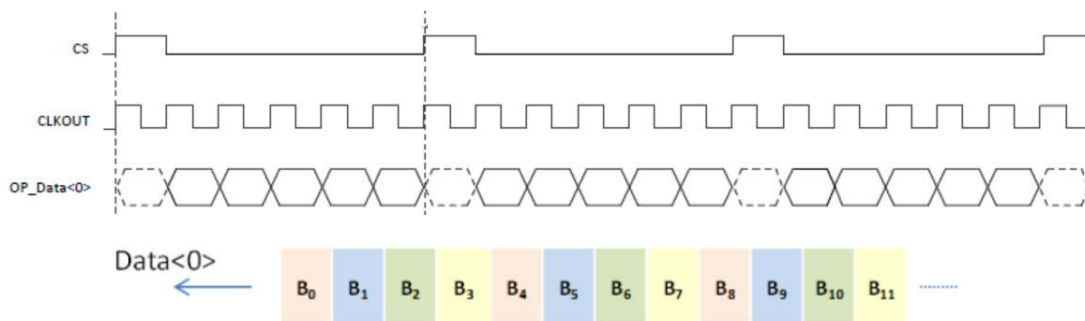 CS
CLKOUT
OP_Data<0>
Data<0>
B0 B1 B2 B3 B4 B5 B6 B7 B8 B9 B10 B11 ........